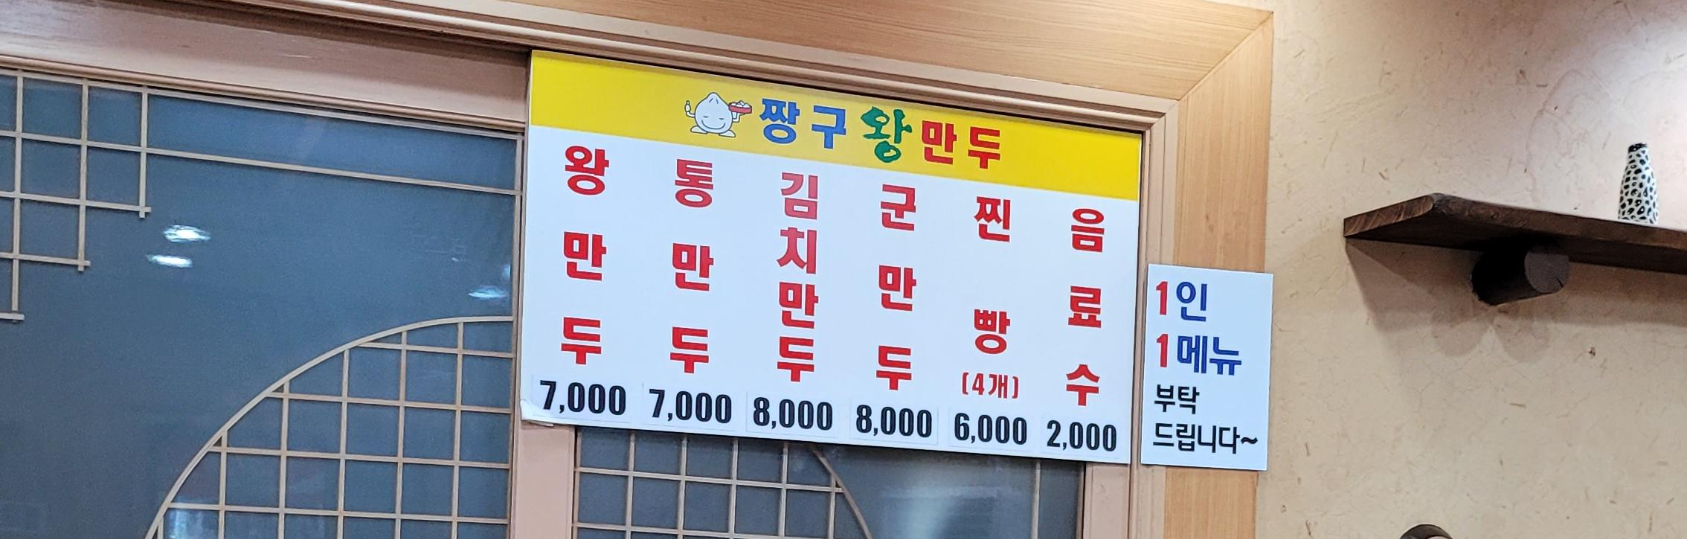 짱구왕만두
왕만두 7,000
통만두 7,000
김치만두 8,000
군만두 8,000
찐빵 (4개) 6,000
음료수 2,000
1인
1메뉴
부탁
드립니다~